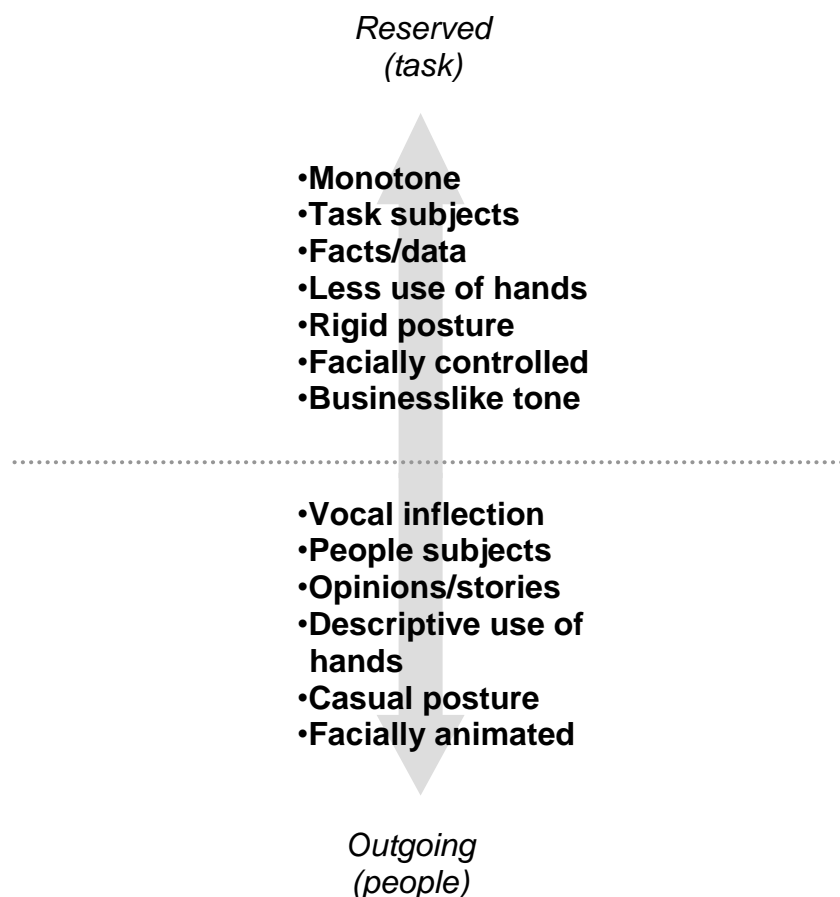 Reserved
(task)
•Monotone
•Task subjects
•Facts/data
•Less use of hands
•Rigid posture
•Facially controlled
•Businesslike tone
•Vocal inflection
•People subjects
•Opinions/stories
•Descriptive use of
hands
•Casual posture
•Facially animated
Outgoing
(people)